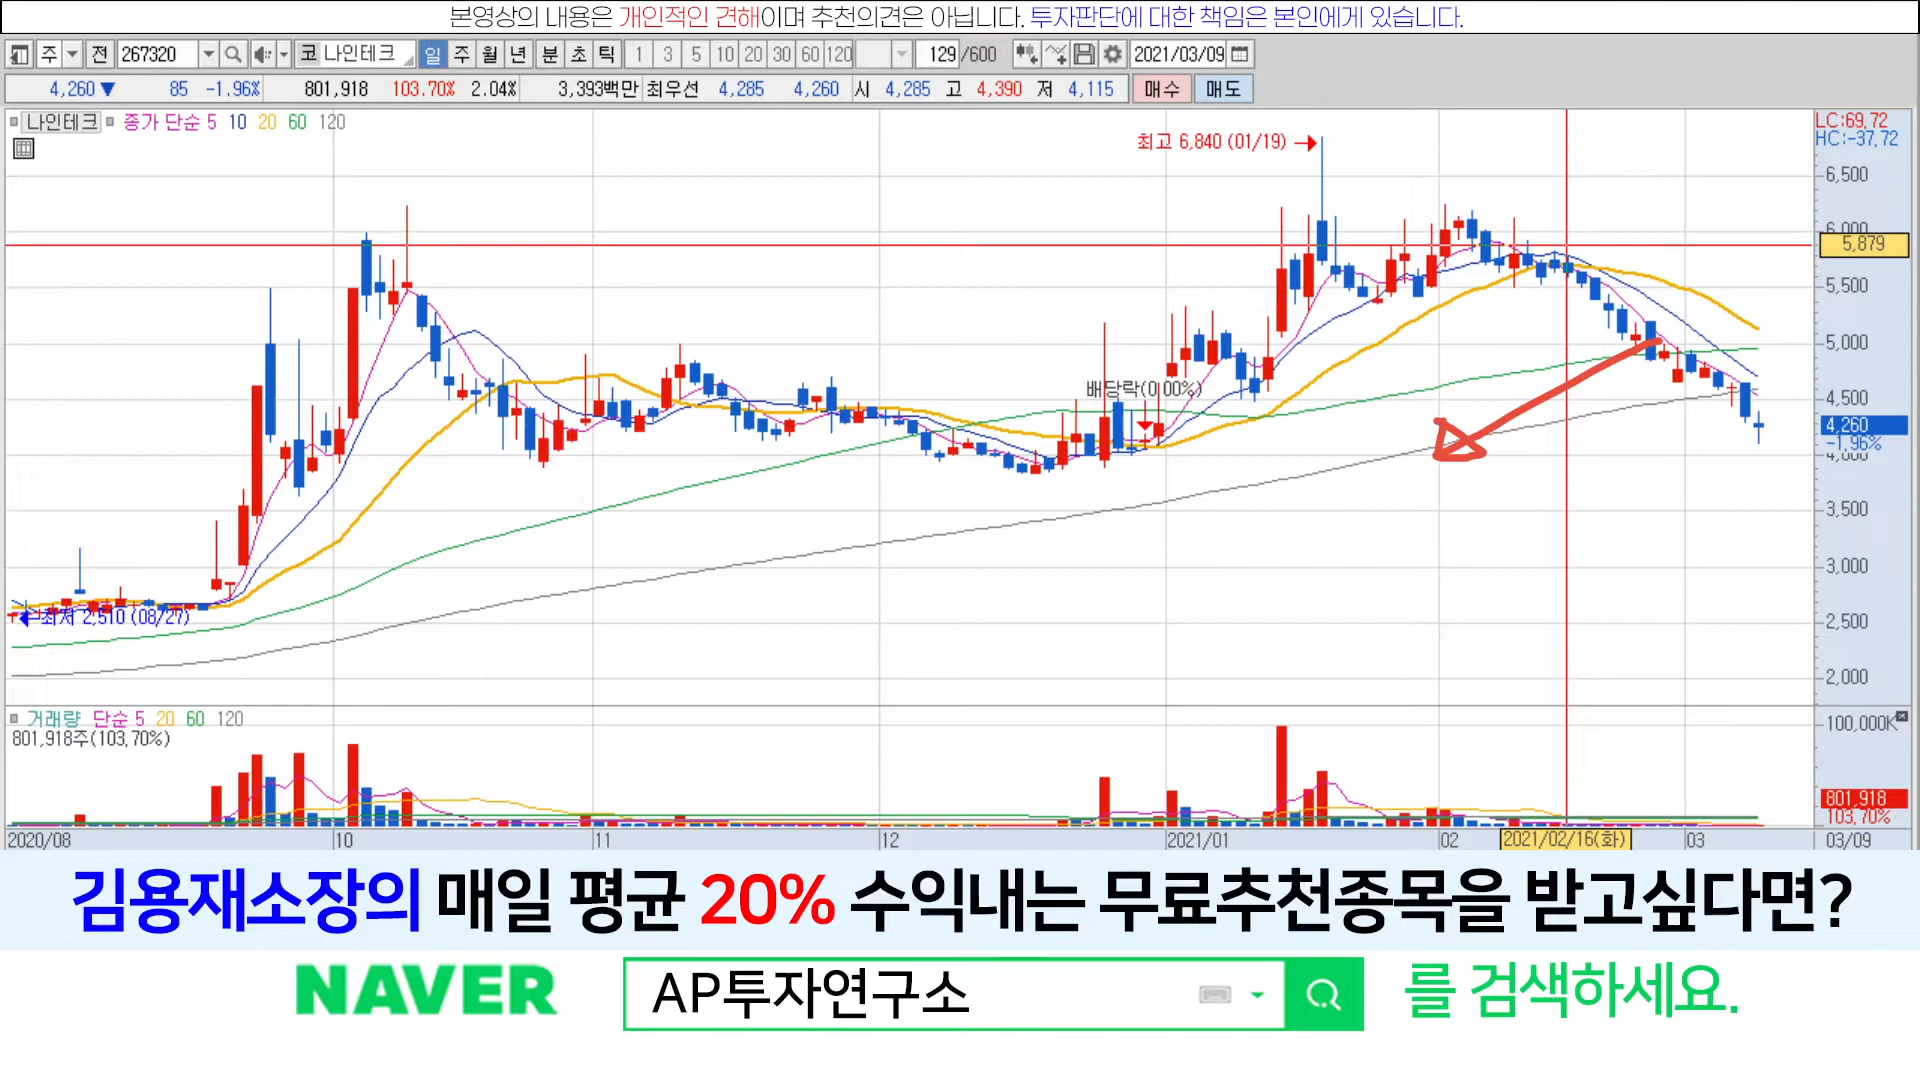 본영상의 내용은 개인적인 견해이며 추천의견은 아닙니다. 투자판단에 대한 책임은 본인에게 있습니다.
주 전 267320 코 나인테크 일 주 월 년 분 초 틱 1 3 5 10 20 30 60 120 129 /600 2021/03/09
4,260 ▼ 85 -1.96% 801,918 103.70% 2.04% 3,393백만 최우선 4,285 4,260 시 4,285 고 4,390 저 4,115 매수 매도
나인테크 종가 단순 5 10 20 60 120
LC:69,72
HC:-37,72
최고 6,840 (01/19)
6,500
6,000
5,879
5,500
5,000
배당락(0,00%)
4,500
4,260
-1,96%
4,000
3,500
3,000
최저 2,510 (08/27)
2,500
2,000
거래량 단순 5 20 60 120
801,918주(103,70%)
100,000K
801,918
103,70%
2020/08 10 11 12 2021/01 02 2021/02/16(화) 03 03/09
김용재소장의 매일 평균 20% 수익내는 무료추천종목을 받고싶다면?
NAVER AP투자연구소 를 검색하세요.